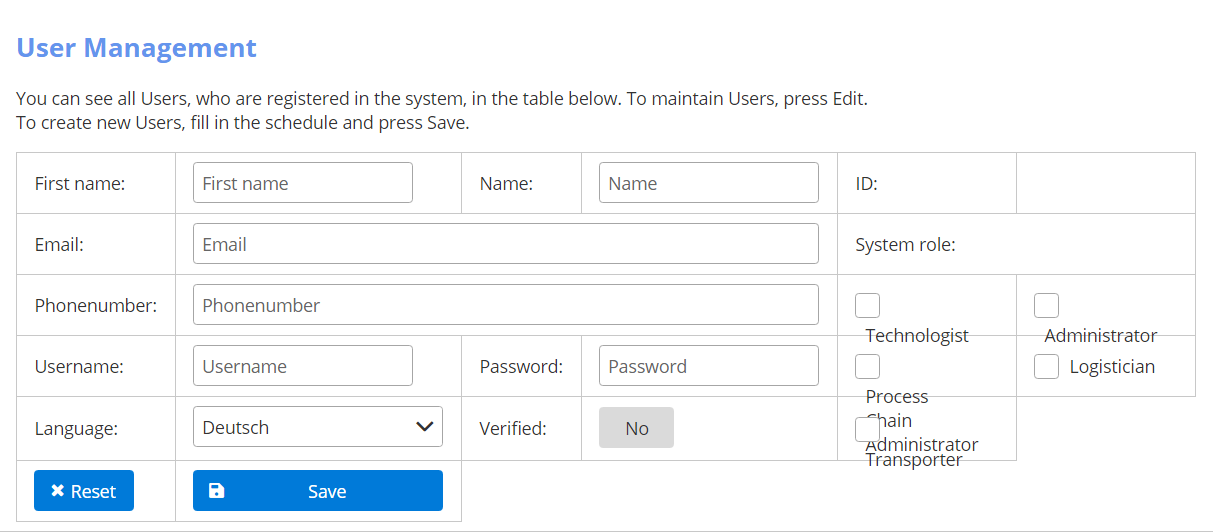 User Management
You can see all Users, who are registered in the system, in the table below. To maintain Users, press Edit.
To create new Users, fill in the schedule and press Save.
First name: First name Name: Name ID:
Email: Email System role:
Phonenumber: Phonenumber
Technologist Administrator
Username: Username Password: Password Logistician
Process
Chain
Language: Deutsch Verified: No
Administrator
Transporter
Reset Save